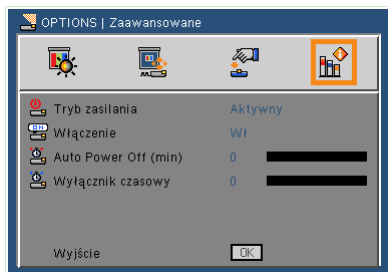 OPTIONS | Zaawansowane
Tryb zasilania Aktywny
Włączenie Wł
Auto Power Off (min) 0
Wyłącznik czasowy 0
Wyjście OK